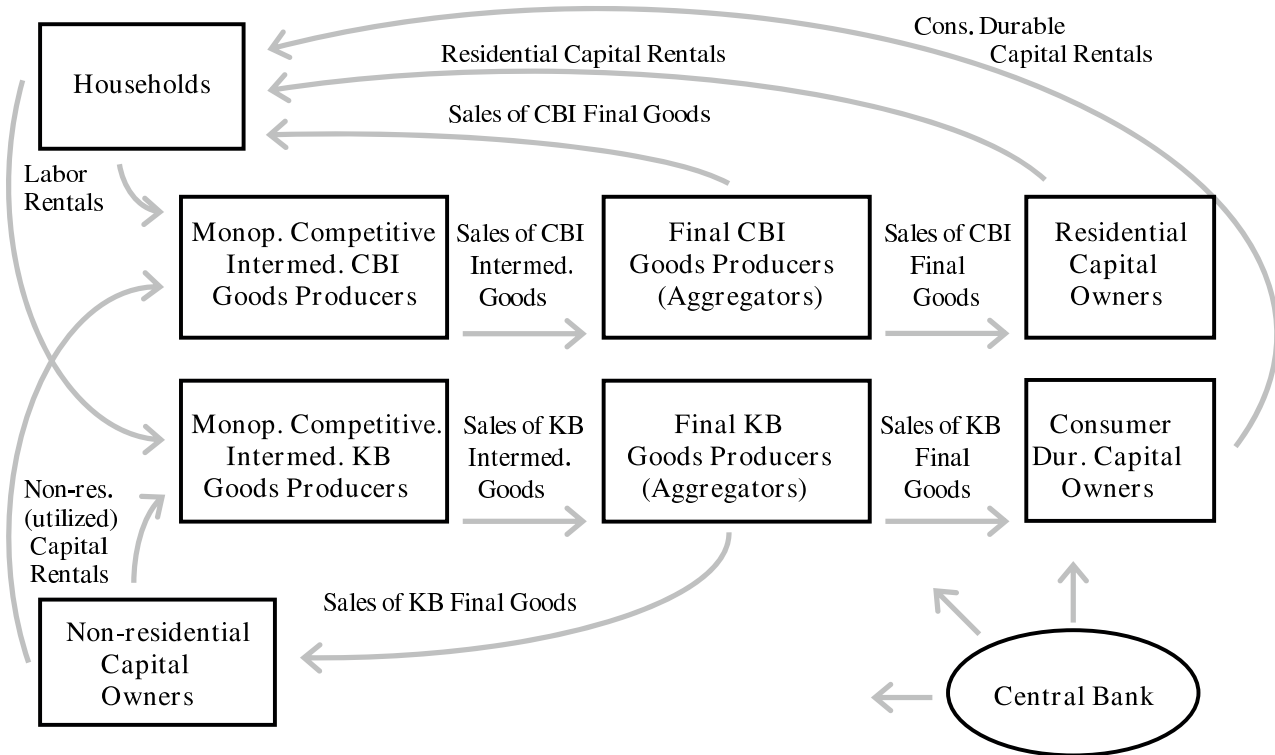 Cons. Durable
Capital Rentals
Residential Capital Rentals
Households
Sales of CBI Final Goods
Labor
Rentals
Monop. Competitive
Intermed. CBI
Goods Producers
Sales of CBI
Intermed.
Goods
Final CBI
Goods Producers
(Aggregators)
Sales of CBI
Final
Goods
Residential
Capital
Owners
Monop. Competitive.
Intermed. KB
Goods Producers
Sales of KB
Intermed.
Goods
Final KB
Goods Producers
(Aggregators)
Sales of KB
Final
Goods
Consumer
Dur. Capital
Owners
Non-res.
(utilized)
Capital
Rentals
Sales of KB Final Goods
Non-residential
Capital
Owners
Central Bank